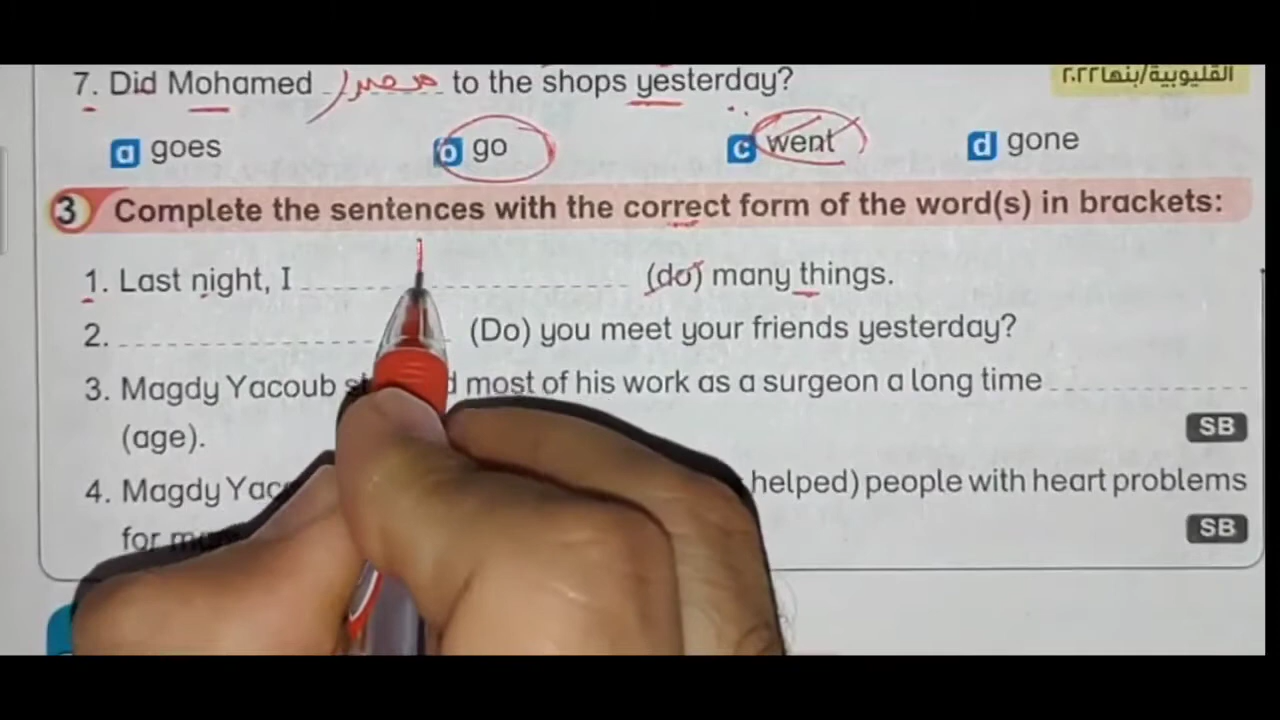 7. Did Mohamed مصدر to the shops yesterday?
القليوبية/بنها ٢٠٢٢
a goes b go c went d gone
3 Complete the sentences with the correct form of the word(s) in brackets:
1. Last night, I (do) many things.
2. (Do) you meet your friends yesterday?
3. Magdy Yacoub most of his work as a surgeon a long time
(age).
SB
4. Magdy helped) people with heart problems
for
SB